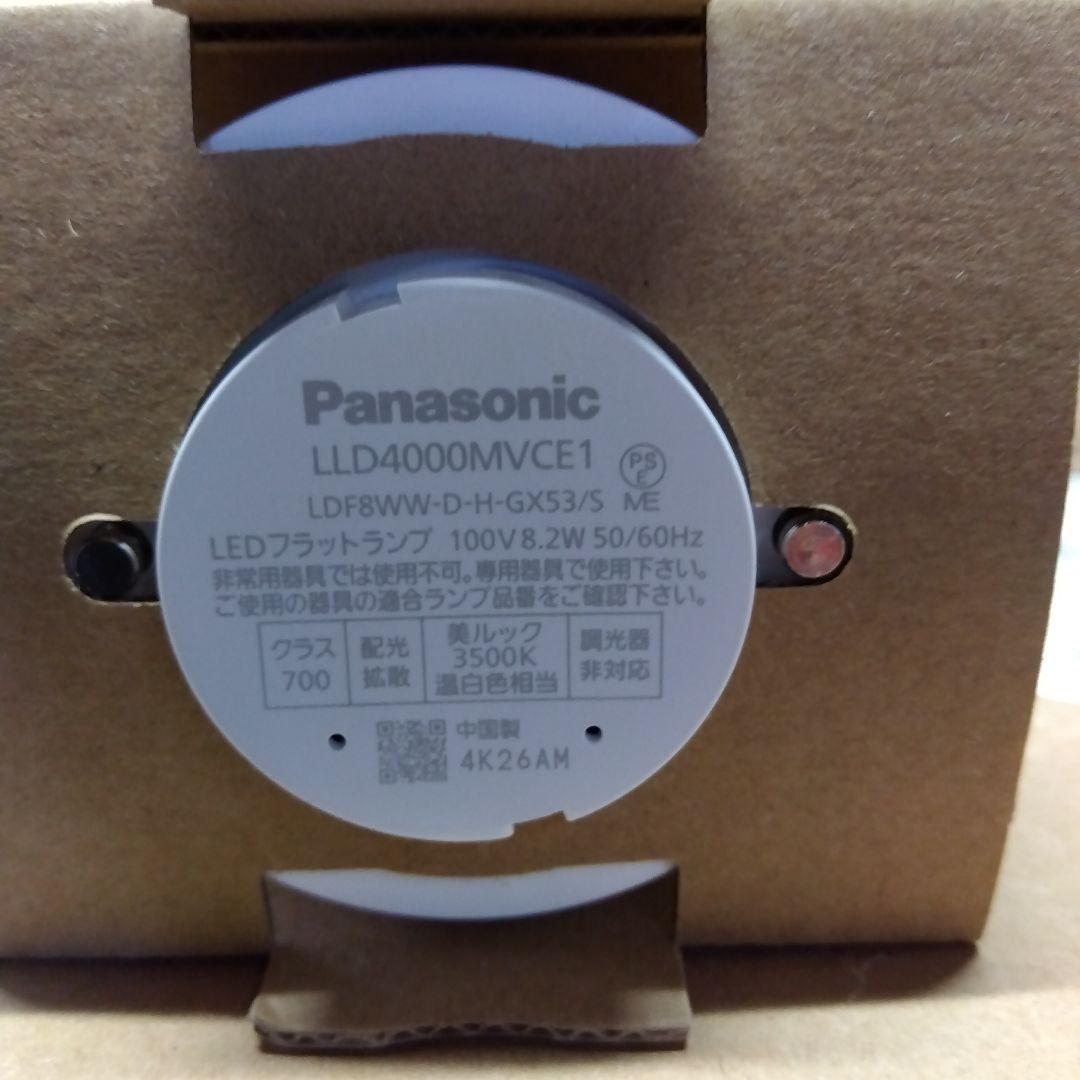 Panasonic
LLD4000MVCE1
PSE
LDF8WW-D-H-GX53/S ME
LEDフラットランプ 100V 8.2W 50/60Hz
非常用器具では使用不可。専用器具で使用下さい。
ご使用の器具の適合ランプ品番をご確認下さい。
クラス
700
配光
拡散
美ルック
3500K
温白色相当
調光器
非対応
中国製
4K26AM